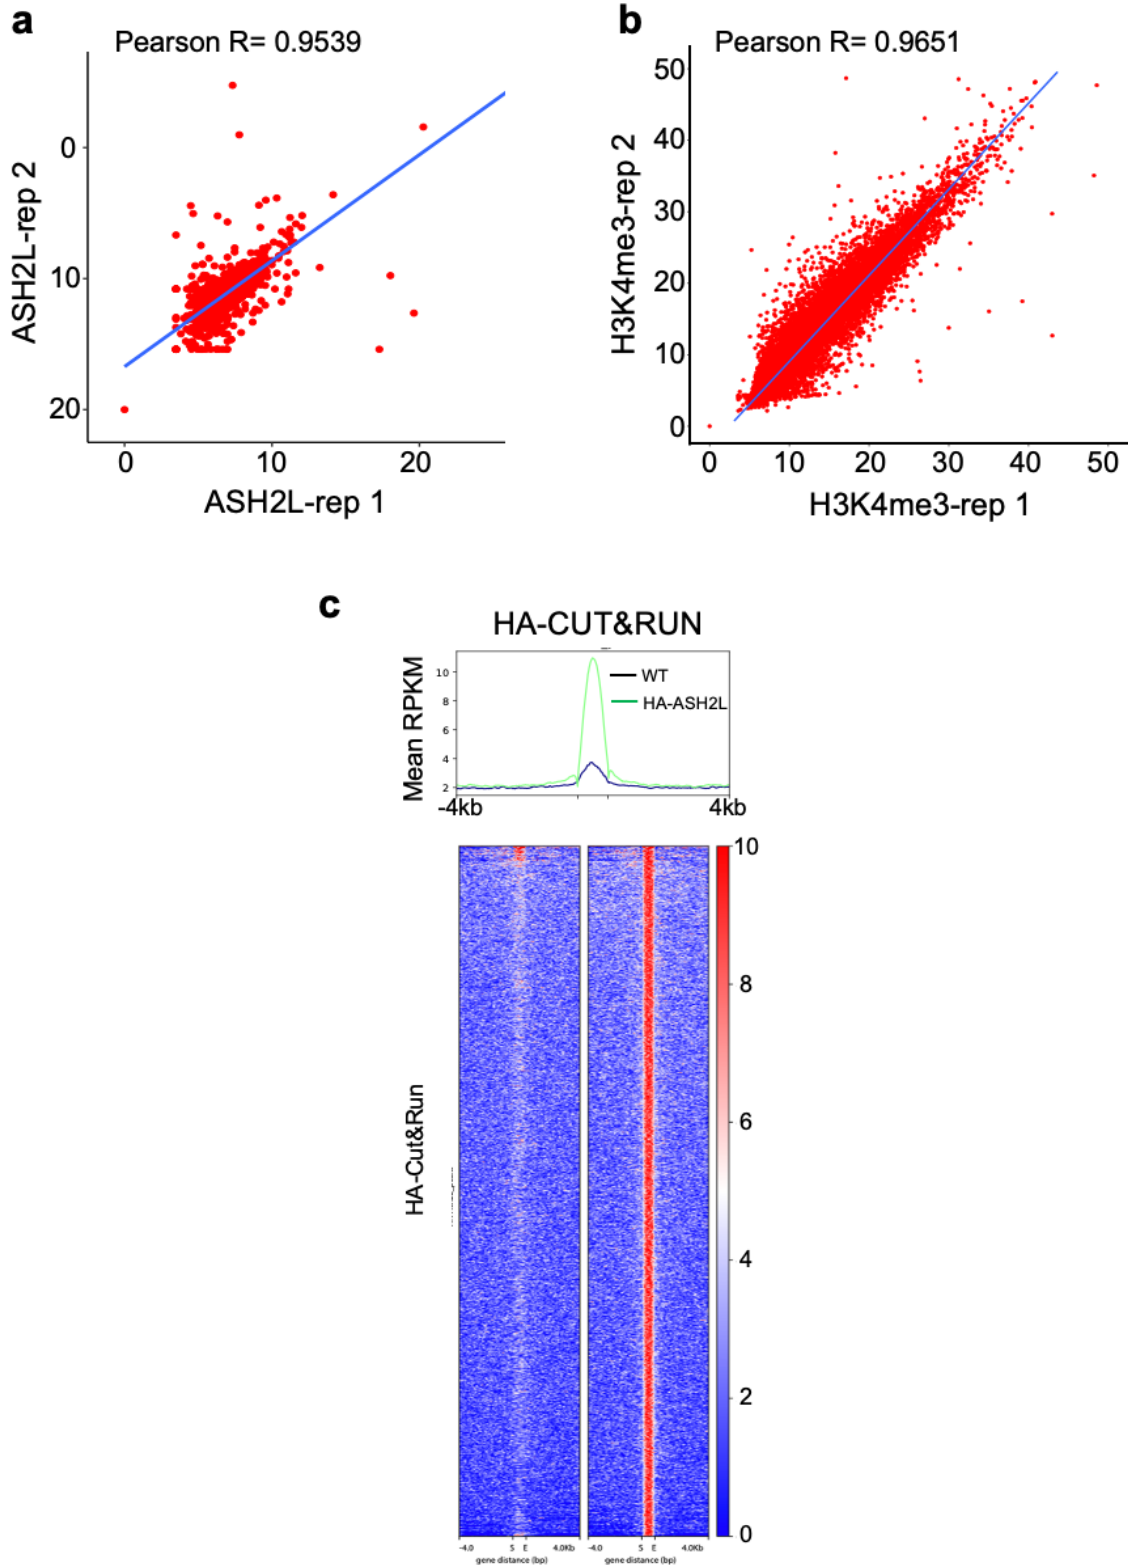 a
Pearson R= 0.9539
ASH2L-rep 2
0
10
20
0 10 20
ASH2L-rep 1
b
Pearson R= 0.9651
H3K4me3-rep 2
50
40
30
20
10
0
0 10 20 30 40 50
H3K4me3-rep 1
c
HA-CUT&RUN
Mean RPKM
10
8
6
4
2
WT
HA-ASH2L
-4kb 4kb
HA-Cut&Run
10
8
6
4
2
0
-4.0 S E 4.0Kb
gene distance (bp)
-4.0 S E 4.0Kb
gene distance (bp)